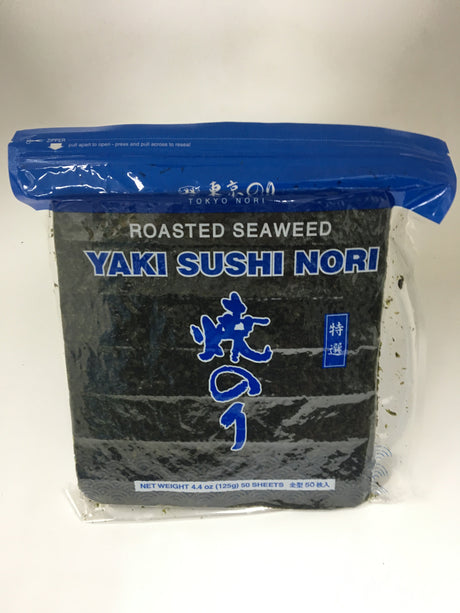 ZIPPER
pull apart to open - press and pull across to reseal
東京のり
TOKYO NORI
ROASTED SEAWEED
YAKI SUSHI NORI
焼のり
特選
NET WEIGHT 4.4 oz (125g) 50 SHEETS 全型50枚入